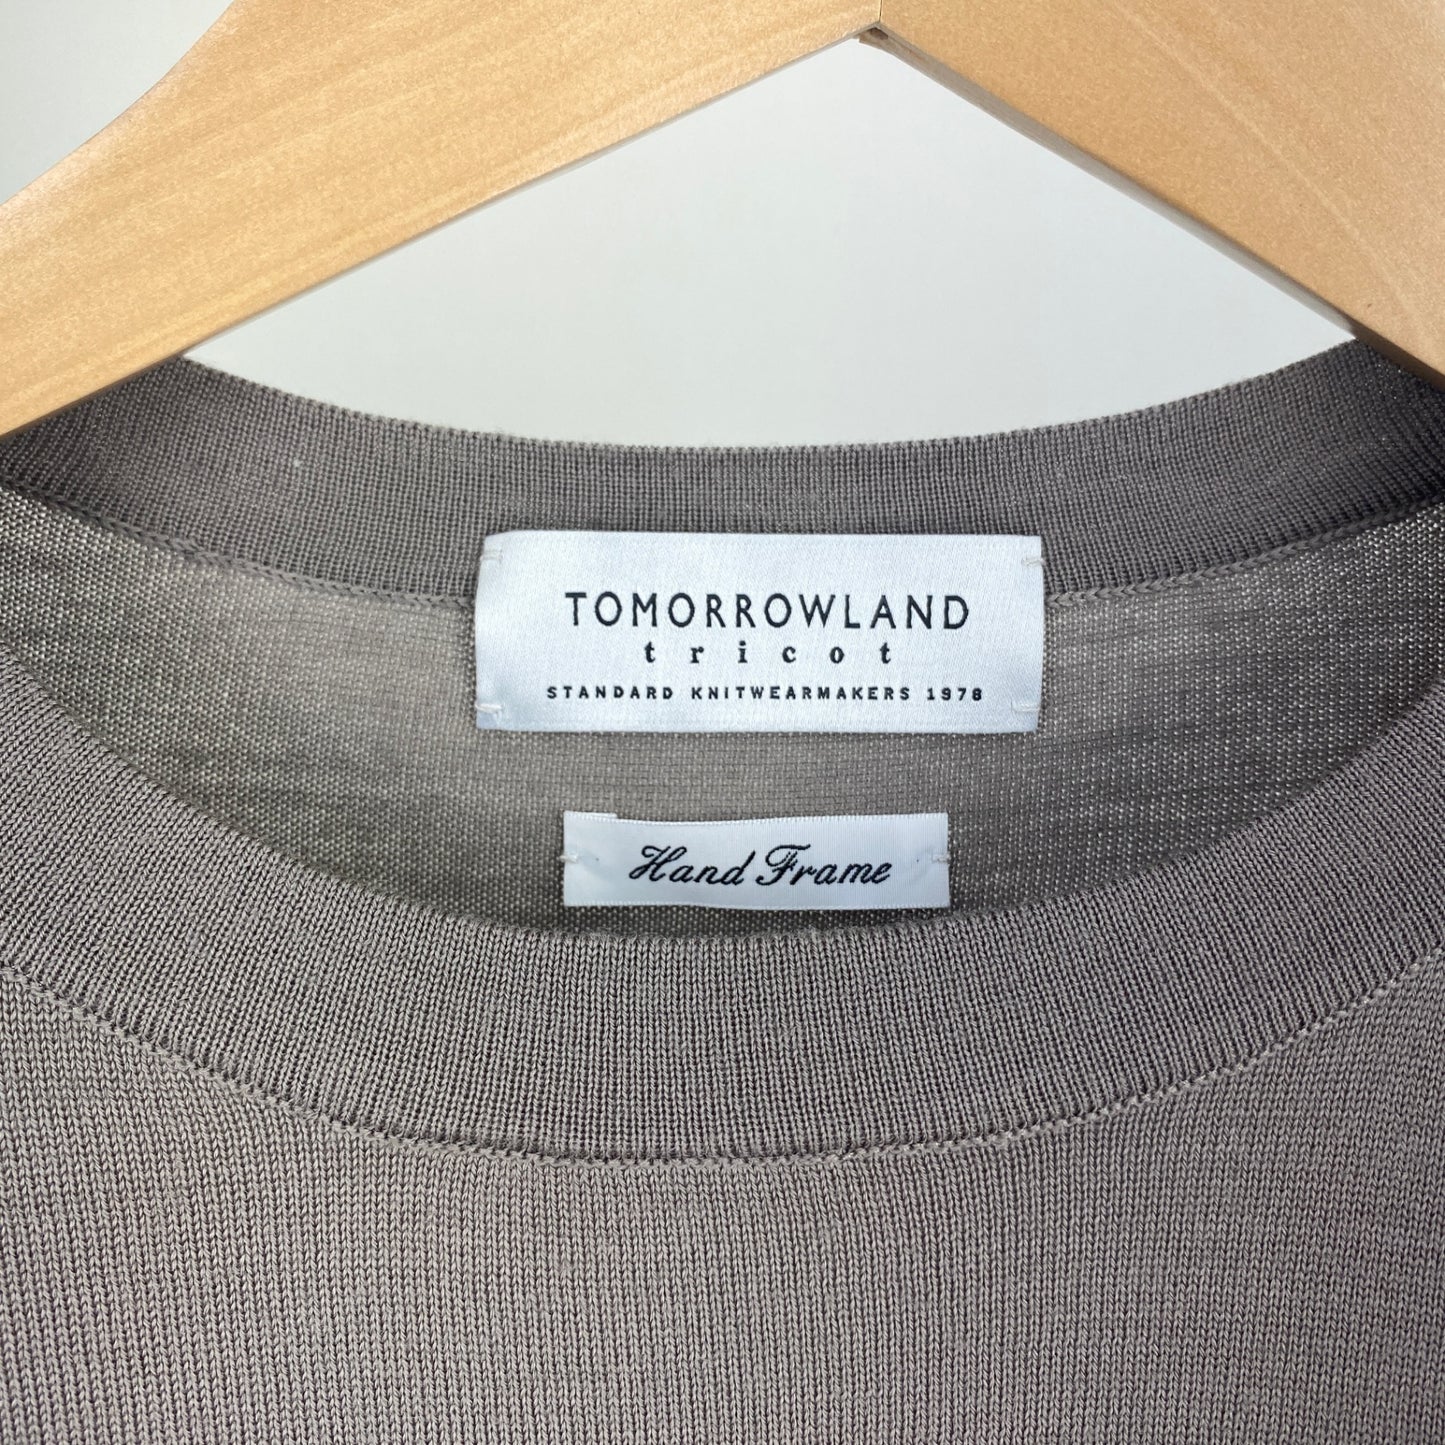 TOMORROWLAND
tricot
STANDARD KNITWEARMAKERS 1978
Hand Frame